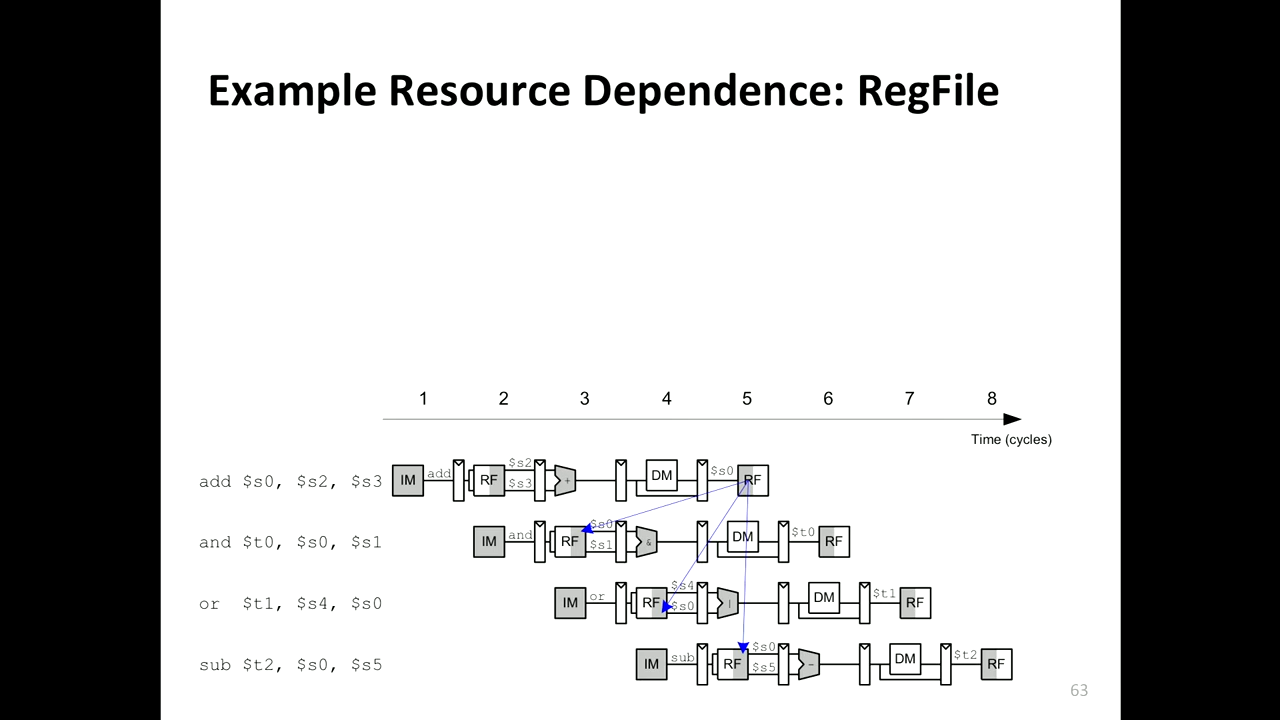 Example Resource Dependence: RegFile
1 2 3 4 5 6 7 8
Time (cycles)
add $s0, $s2, $s3 IM add RF $s2 $s3 + DM $s0 RF
and $t0, $s0, $s1 IM and RF $s0 $s1 & DM $t0 RF
or $t1, $s4, $s0 IM or RF $s4 $s0 | DM $t1 RF
sub $t2, $s0, $s5 IM sub RF $s0 $s5 - DM $t2 RF
63